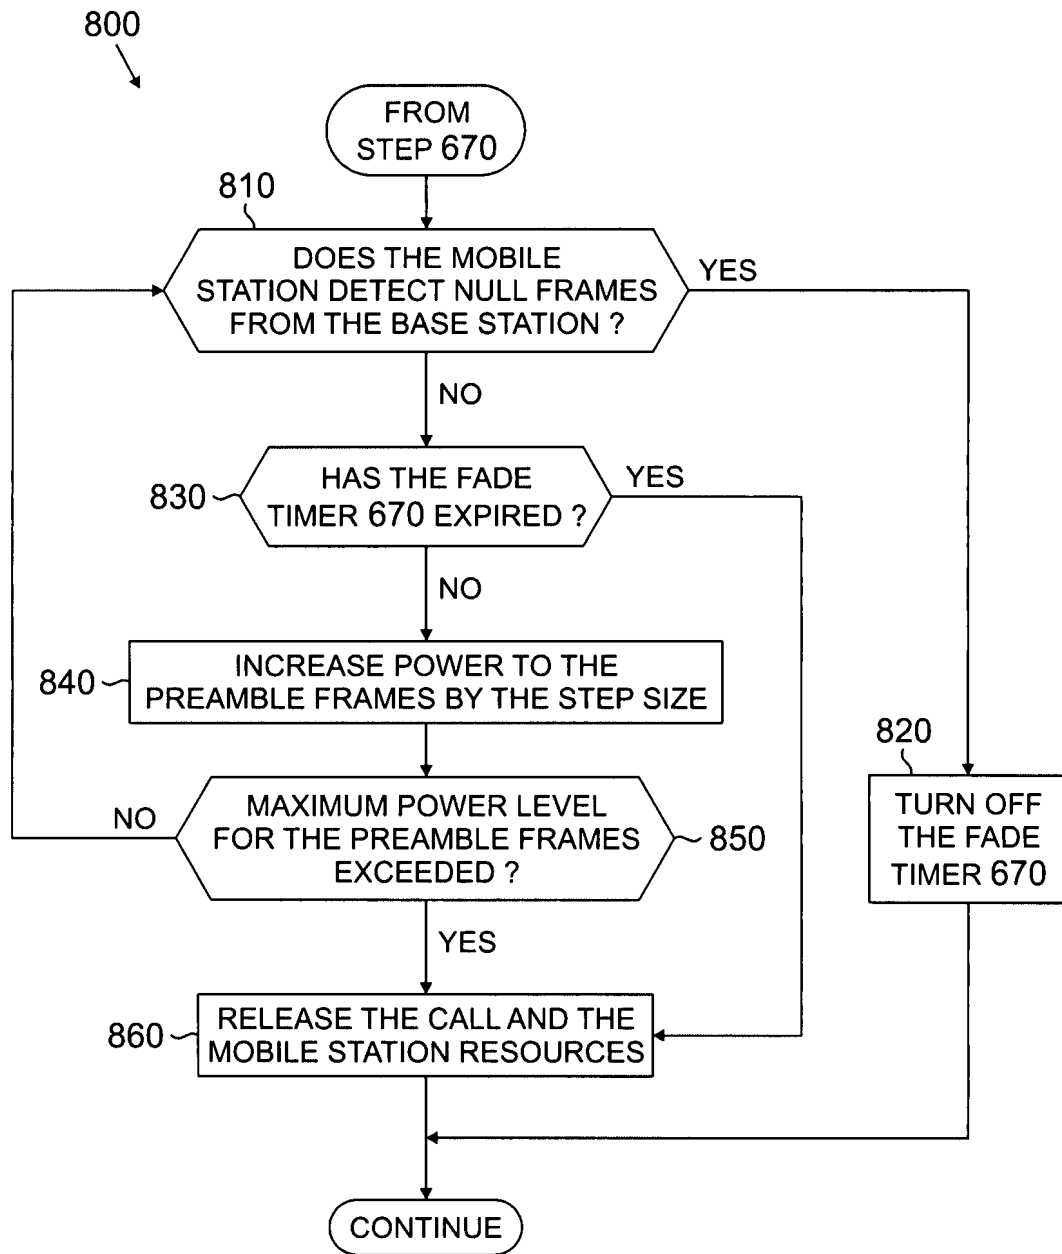 800
FROM
STEP 670
810
DOES THE MOBILE
STATION DETECT NULL FRAMES
FROM THE BASE STATION ?
YES
NO
830
HAS THE FADE
TIMER 670 EXPIRED ?
YES
NO
840
INCREASE POWER TO THE
PREAMBLE FRAMES BY THE STEP SIZE
820
TURN OFF
THE FADE
TIMER 670
NO
MAXIMUM POWER LEVEL
FOR THE PREAMBLE FRAMES
EXCEEDED ?
850
YES
860
RELEASE THE CALL AND THE
MOBILE STATION RESOURCES
CONTINUE